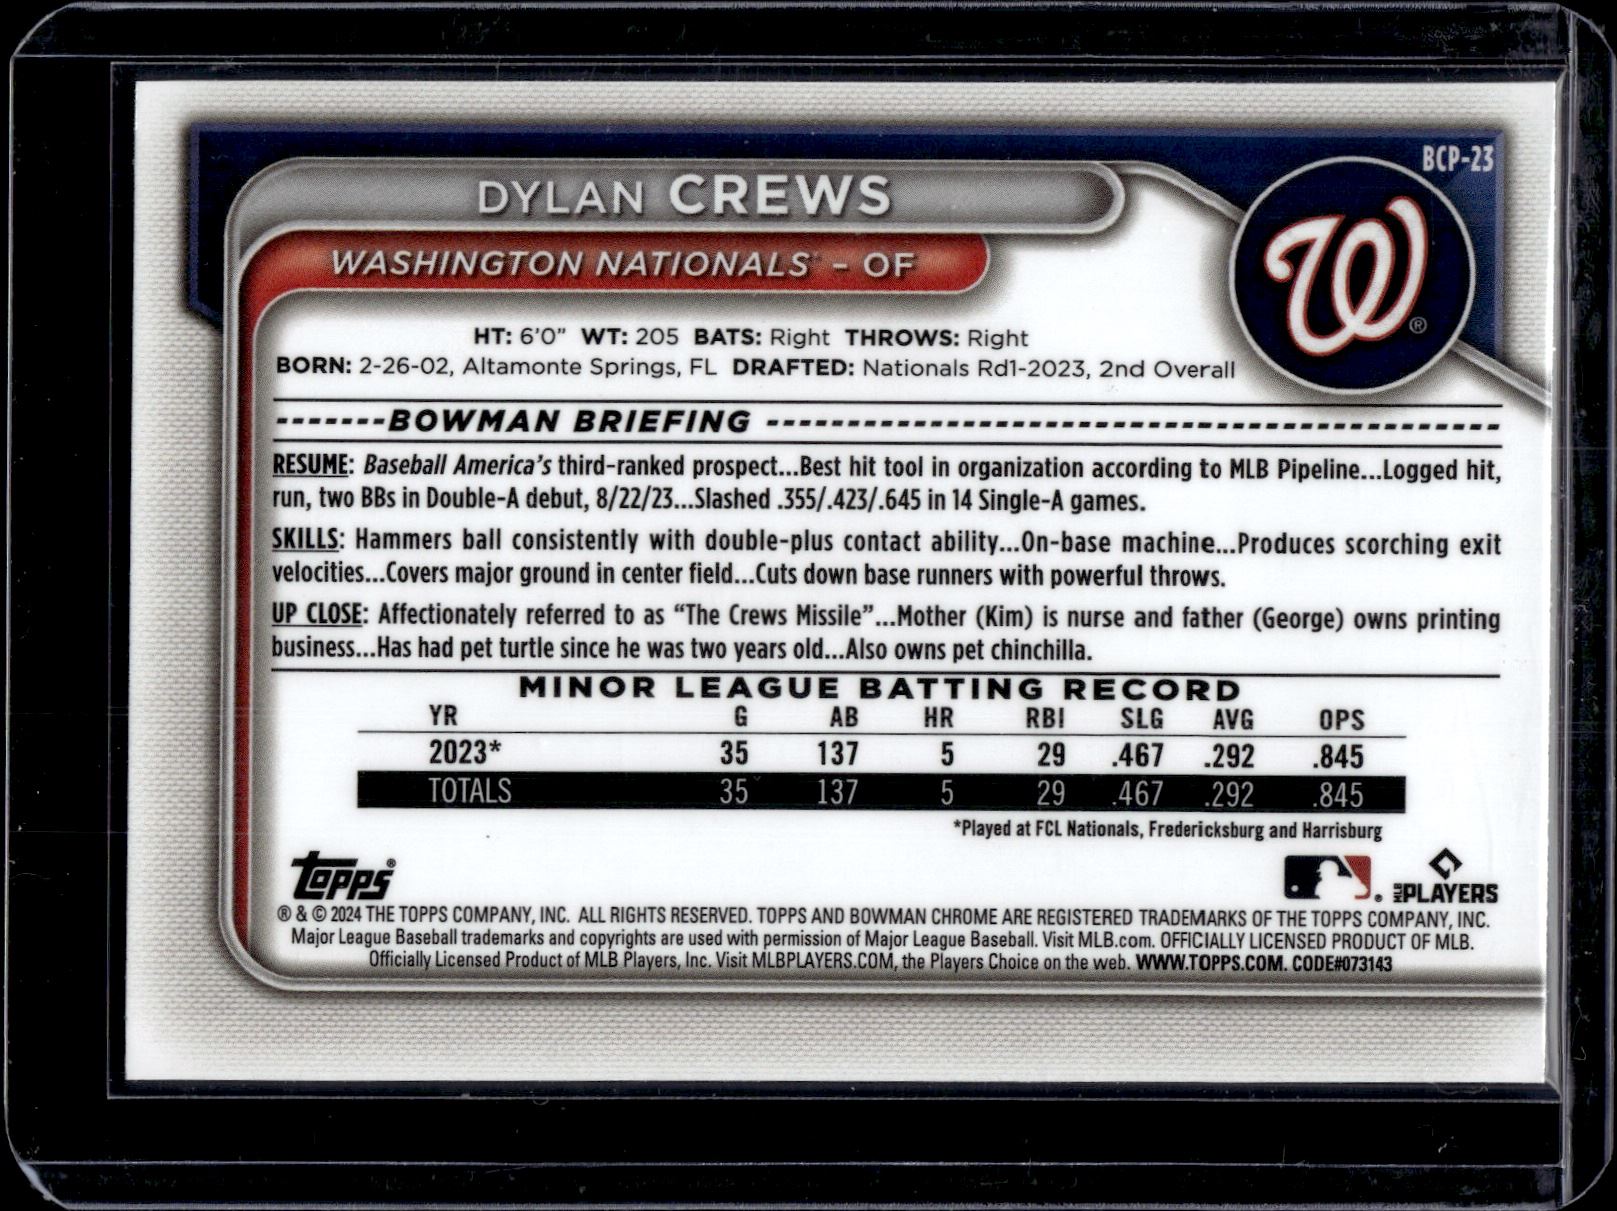 BCP-23
DYLAN CREWS
WASHINGTON NATIONALS - OF
W
®
HT: 6'0" WT: 205 BATS: Right THROWS: Right
BORN: 2-26-02, Altamonte Springs, FL DRAFTED: Nationals Rd1-2023, 2nd Overall
-------BOWMAN BRIEFING ---------------------------------------
RESUME: Baseball America's third-ranked prospect...Best hit tool in organization according to MLB Pipeline...Logged hit,
run, two BBs in Double-A debut, 8/22/23...Slashed .355/.423/.645 in 14 Single-A games.
SKILLS: Hammers ball consistently with double-plus contact ability...On-base machine...Produces scorching exit
velocities...Covers major ground in center field...Cuts down base runners with powerful throws.
UP CLOSE: Affectionately referred to as “The Crews Missile”...Mother (Kim) is nurse and father (George) owns printing
business...Has had pet turtle since he was two years old...Also owns pet chinchilla.
MINOR LEAGUE BATTING RECORD
YR G AB HR RBI SLG AVG OPS
2023* 35 137 5 29 .467 .292 .845
TOTALS 35 137 5 29 .467 .292 .845
*Played at FCL Nationals, Fredericksburg and Harrisburg
Topps®
MLB PLAYERS
® & © 2024 THE TOPPS COMPANY, INC. ALL RIGHTS RESERVED. TOPPS AND BOWMAN CHROME ARE REGISTERED TRADEMARKS OF THE TOPPS COMPANY, INC.
Major League Baseball trademarks and copyrights are used with permission of Major League Baseball. Visit MLB.com. OFFICIALLY LICENSED PRODUCT OF MLB.
Officially Licensed Product of MLB Players, Inc. Visit MLBPLAYERS.COM, the Players Choice on the web. WWW.TOPPS.COM. CODE#073143